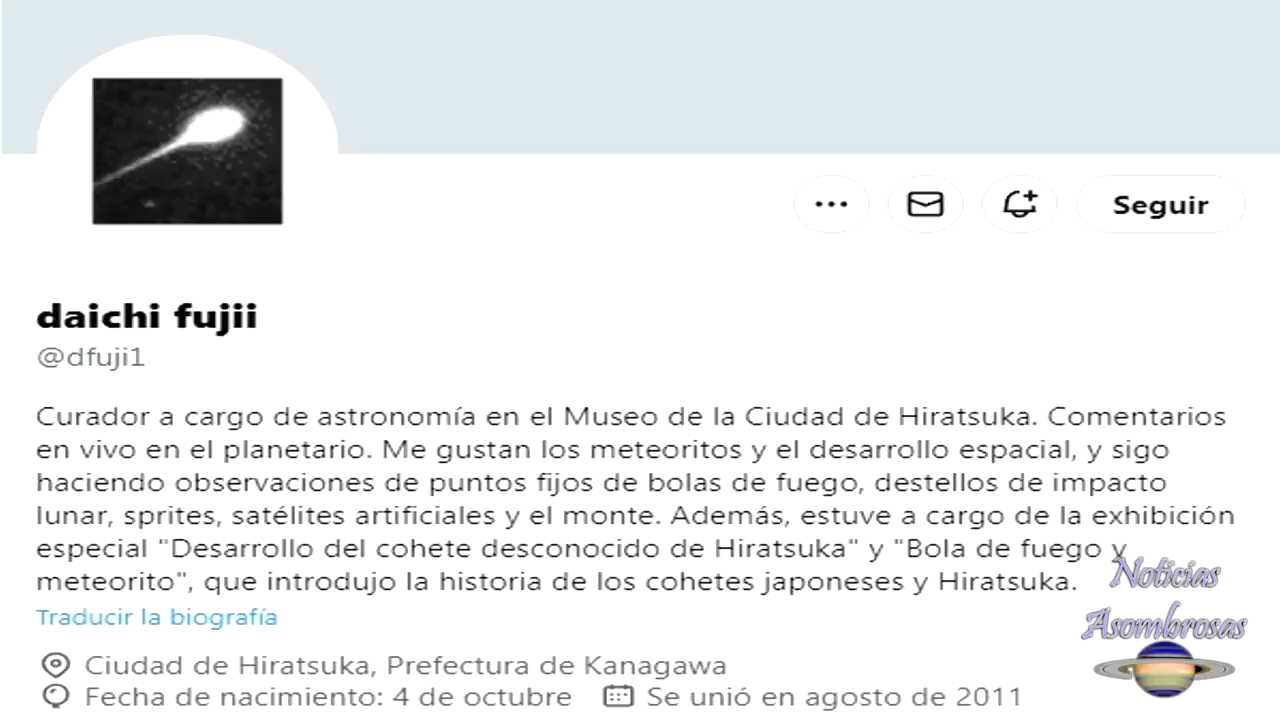 Seguir
daichi fujii
@dfuji1
Curador a cargo de astronomía en el Museo de la Ciudad de Hiratsuka. Comentarios
en vivo en el planetario. Me gustan los meteoritos y el desarrollo espacial, y sigo
haciendo observaciones de puntos fijos de bolas de fuego, destellos de impacto
lunar, sprites, satélites artificiales y el monte. Además, estuve a cargo de la exhibición
especial "Desarrollo del cohete desconocido de Hiratsuka" y "Bola de fuego y
meteorito", que introdujo la historia de los cohetes japoneses y Hiratsuka.
Traducir la biografía
Ciudad de Hiratsuka, Prefectura de Kanagawa
Fecha de nacimiento: 4 de octubre Se unió en agosto de 2011
Noticias
Asombrosas